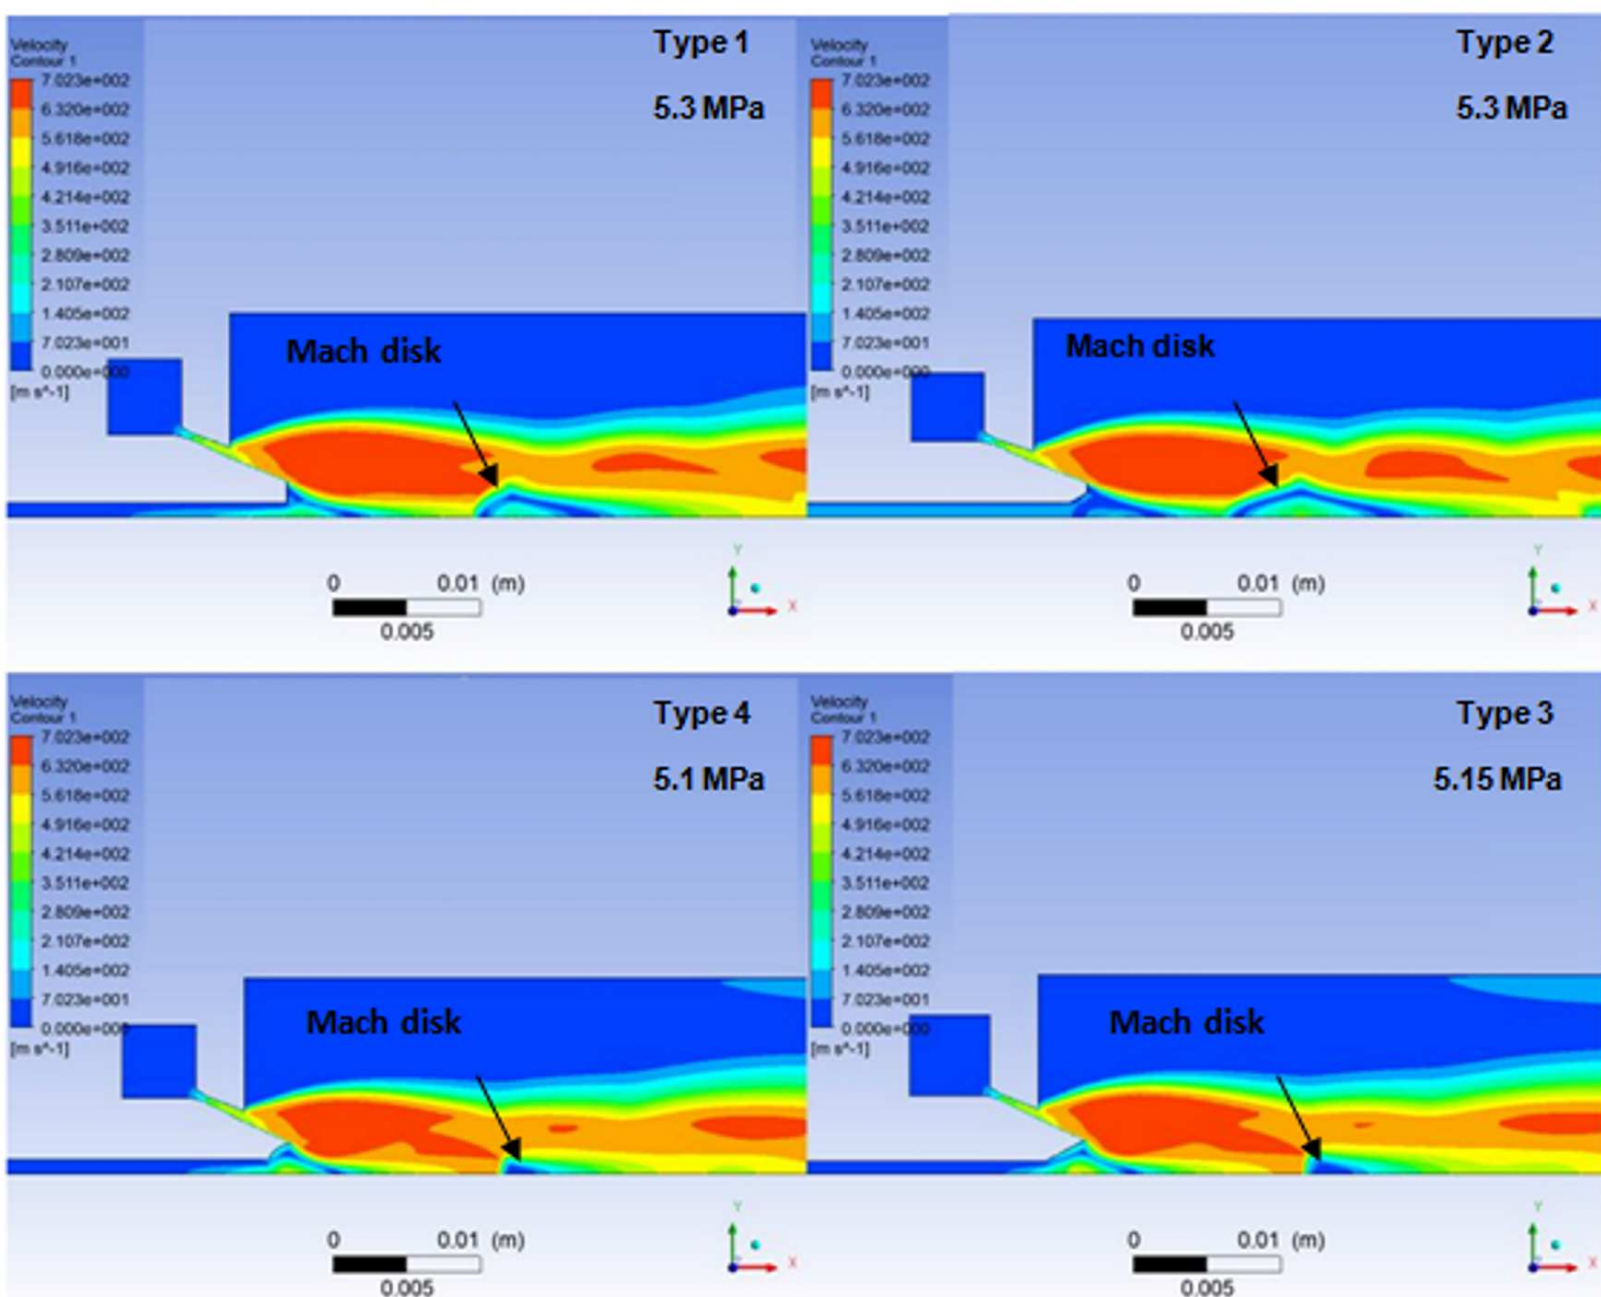 Velocity
Contour 1
7.023e+002
6.320e+002
5.618e+002
4.916e+002
4.214e+002
3.511e+002
2.809e+002
2.107e+002
1.405e+002
7.023e+001
0.000e+000
[m s^-1]
Type 1
5.3 MPa
Mach disk
0 0.01 (m)
0.005
Y
X
Velocity
Contour 1
7.023e+002
6.320e+002
5.618e+002
4.916e+002
4.214e+002
3.511e+002
2.809e+002
2.107e+002
1.405e+002
7.023e+001
0.000e+000
[m s^-1]
Type 2
5.3 MPa
Mach disk
0 0.01 (m)
0.005
Y
X
Velocity
Contour 1
7.023e+002
6.320e+002
5.618e+002
4.916e+002
4.214e+002
3.511e+002
2.809e+002
2.107e+002
1.405e+002
7.023e+001
0.000e+000
[m s^-1]
Type 4
5.1 MPa
Mach disk
0 0.01 (m)
0.005
Y
X
Velocity
Contour 1
7.023e+002
6.320e+002
5.618e+002
4.916e+002
4.214e+002
3.511e+002
2.809e+002
2.107e+002
1.405e+002
7.023e+001
0.000e+000
[m s^-1]
Type 3
5.15 MPa
Mach disk
0 0.01 (m)
0.005
Y
X